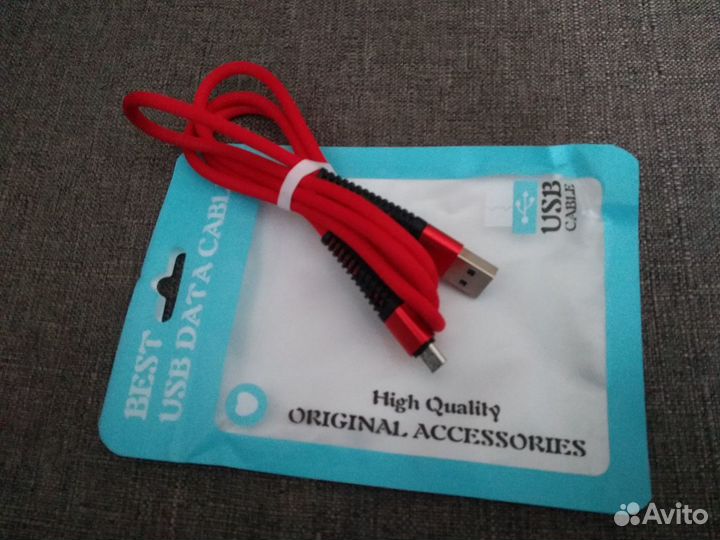 BEST
USB DATA CABLE
USB
CABLE
High Quality
ORIGINAL ACCESSORIES
Avito